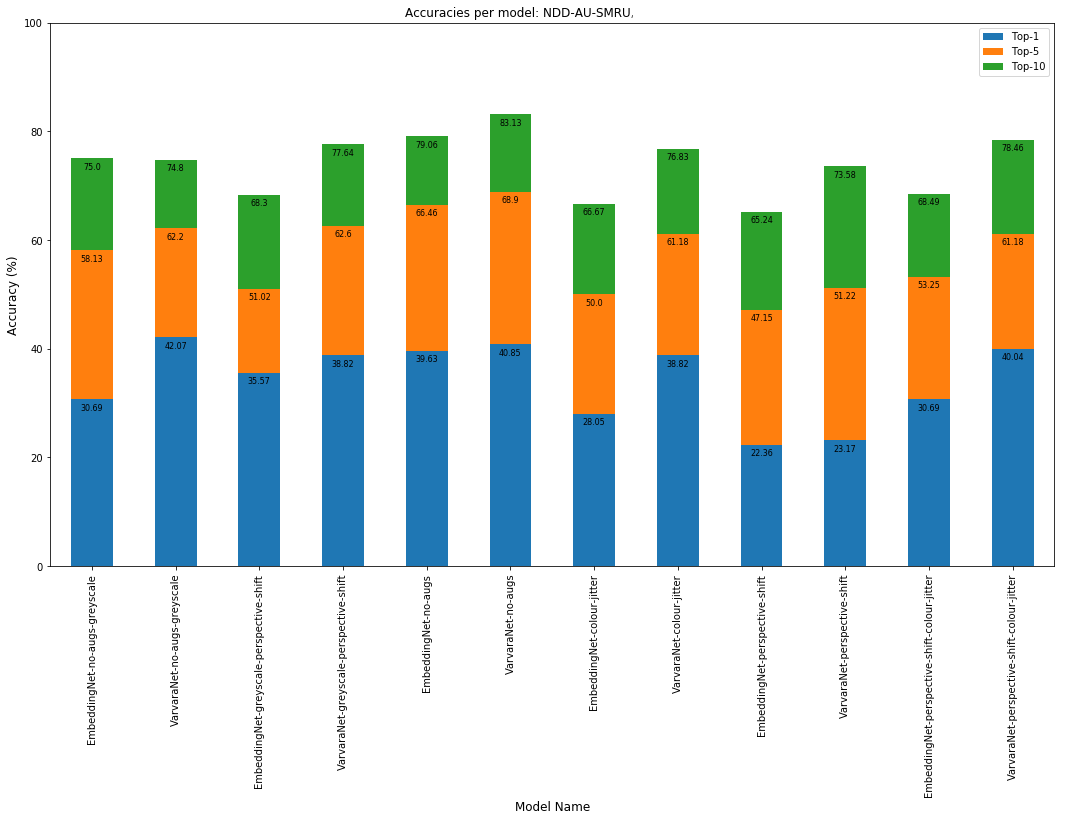 Accuracies per model: NDD-AU-SMRU,
Top-1
Top-5
Top-10
Accuracy (%)
100
80
60
40
20
0
75.0
58.13
30.69
74.8
62.2
42.07
68.3
51.02
35.57
77.64
62.6
38.82
79.06
66.46
39.63
83.13
68.9
40.85
66.67
50.0
28.05
76.83
61.18
38.82
65.24
47.15
22.36
73.58
51.22
23.17
68.49
53.25
30.69
78.46
61.18
40.04
EmbeddingNet-no-augs-greyscale
VarvaraNet-no-augs-greyscale
EmbeddingNet-greyscale-perspective-shift
VarvaraNet-greyscale-perspective-shift
EmbeddingNet-no-augs
VarvaraNet-no-augs
EmbeddingNet-colour-jitter
VarvaraNet-colour-jitter
EmbeddingNet-perspective-shift
VarvaraNet-perspective-shift
EmbeddingNet-perspective-shift-colour-jitter
VarvaraNet-perspective-shift-colour-jitter
Model Name